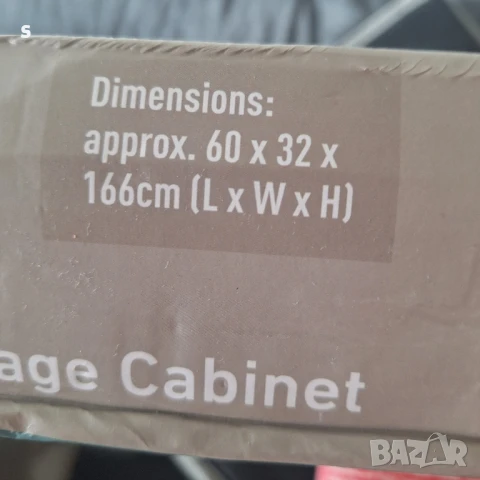 s
Dimensions:
approx. 60 x 32 x
166cm (L x W x H)
age Cabinet
BAZAR